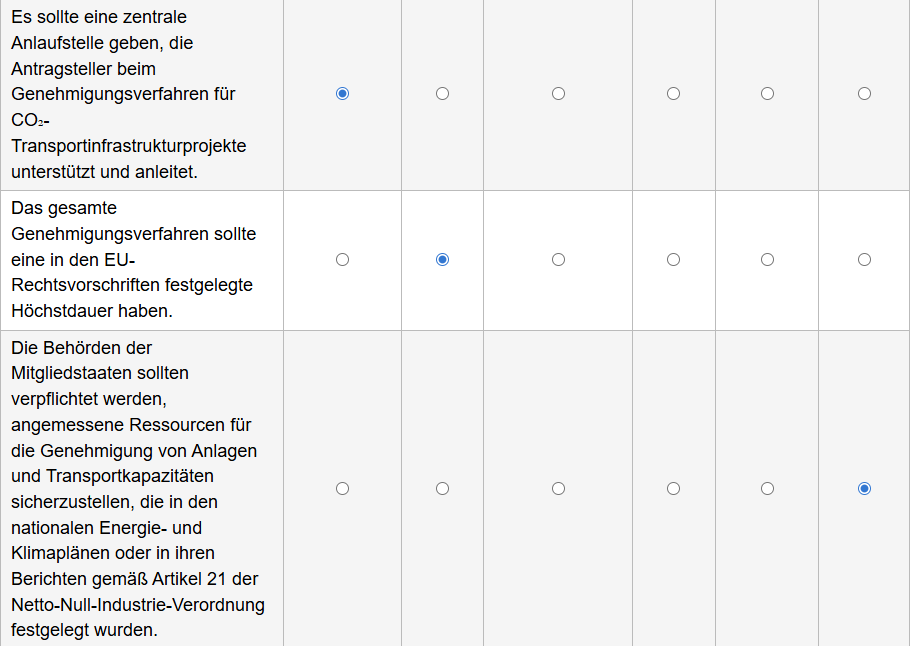 Es sollte eine zentrale
Anlaufstelle geben, die
Antragsteller beim
Genehmigungsverfahren für
CO₂-
Transportinfrastrukturprojekte
unterstützt und anleitet.
Das gesamte
Genehmigungsverfahren sollte
eine in den EU-
Rechtsvorschriften festgelegte
Höchstdauer haben.
Die Behörden der
Mitgliedstaaten sollten
verpflichtet werden,
angemessene Ressourcen für
die Genehmigung von Anlagen
und Transportkapazitäten
sicherzustellen, die in den
nationalen Energie- und
Klimaplänen oder in ihren
Berichten gemäß Artikel 21 der
Netto-Null-Industrie-Verordnung
festgelegt wurden.